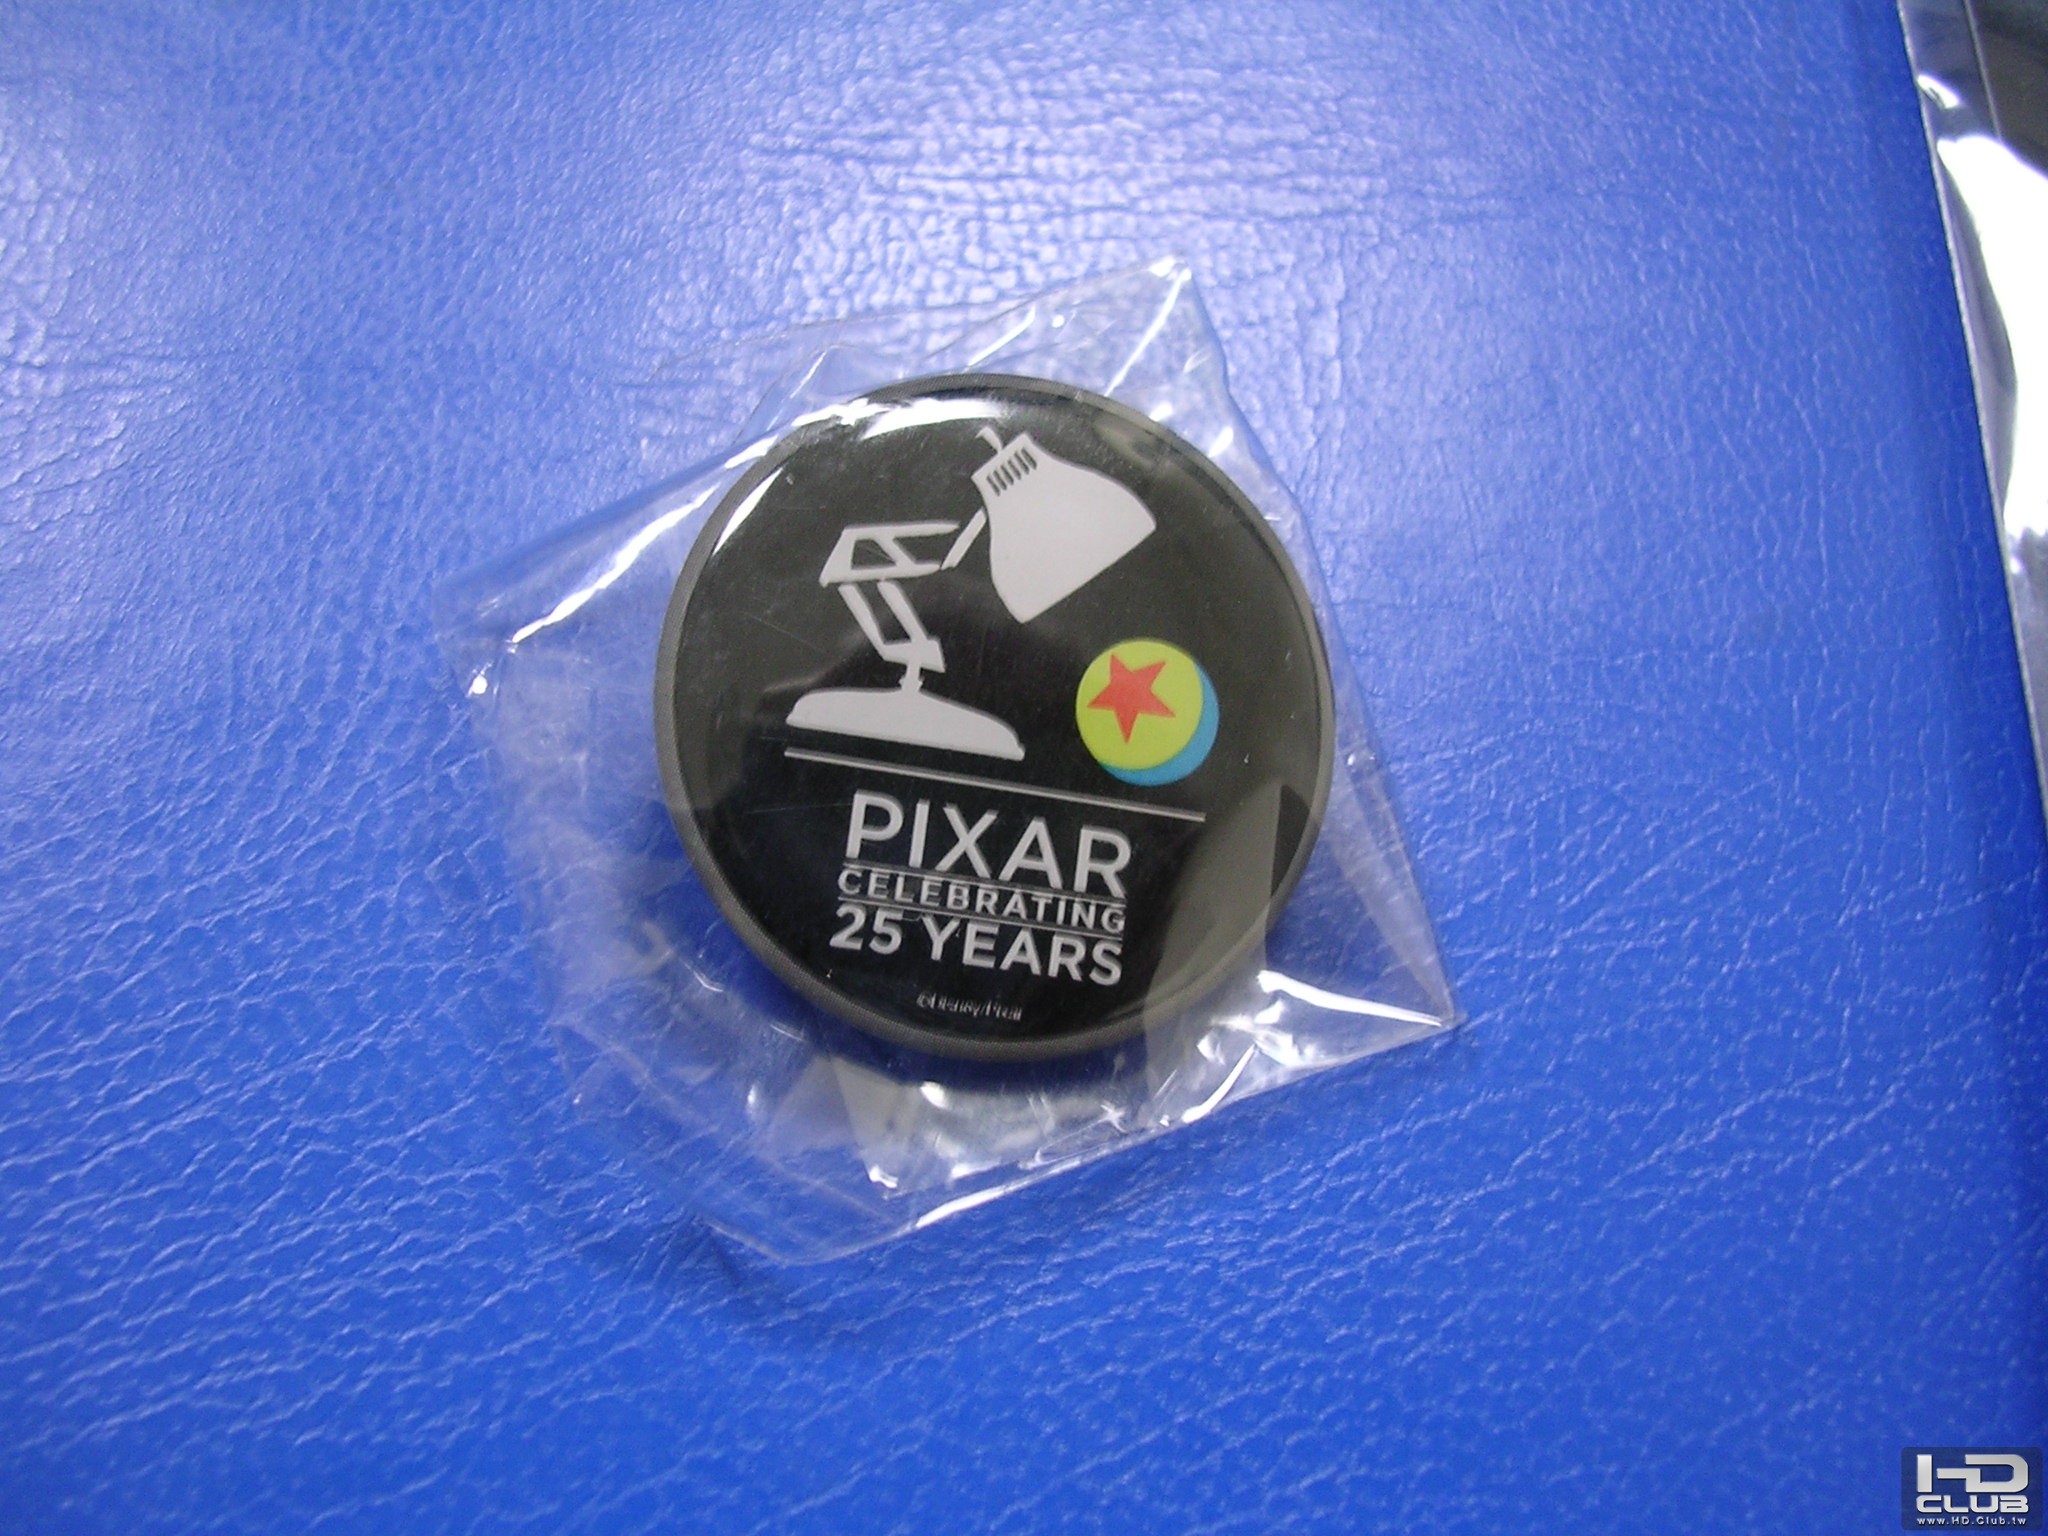 PIXAR
CELEBRATING
25 YEARS
©Disney/Pixar
HD
CLUB
www.HD.Club.tw